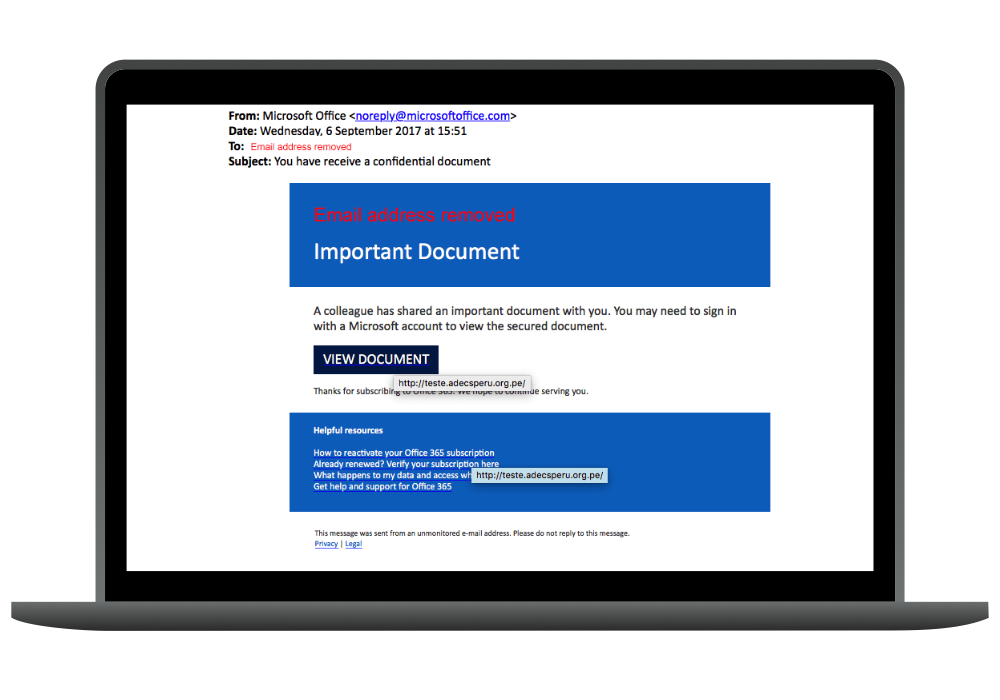 From: Microsoft Office <noreply@microsoftoffice.com>
Date: Wednesday, 6 September 2017 at 15:51
To: Email address removed
Subject: You have receive a confidential document
Email address removed
Important Document
A colleague has shared an important document with you. You may need to sign in
with a Microsoft account to view the secured document.
VIEW DOCUMENT
http://teste.adecsperu.org.pe/
Thanks for subscribing to Office 365. We hope to continue serving you.
Helpful resources
How to reactivate your Office 365 subscription
Already renewed? Verify your subscription here
What happens to my data and access wh
http://teste.adecsperu.org.pe/
Get help and support for Office 365
This message was sent from an unmonitored e-mail address. Please do not reply to this message.
Privacy | Legal